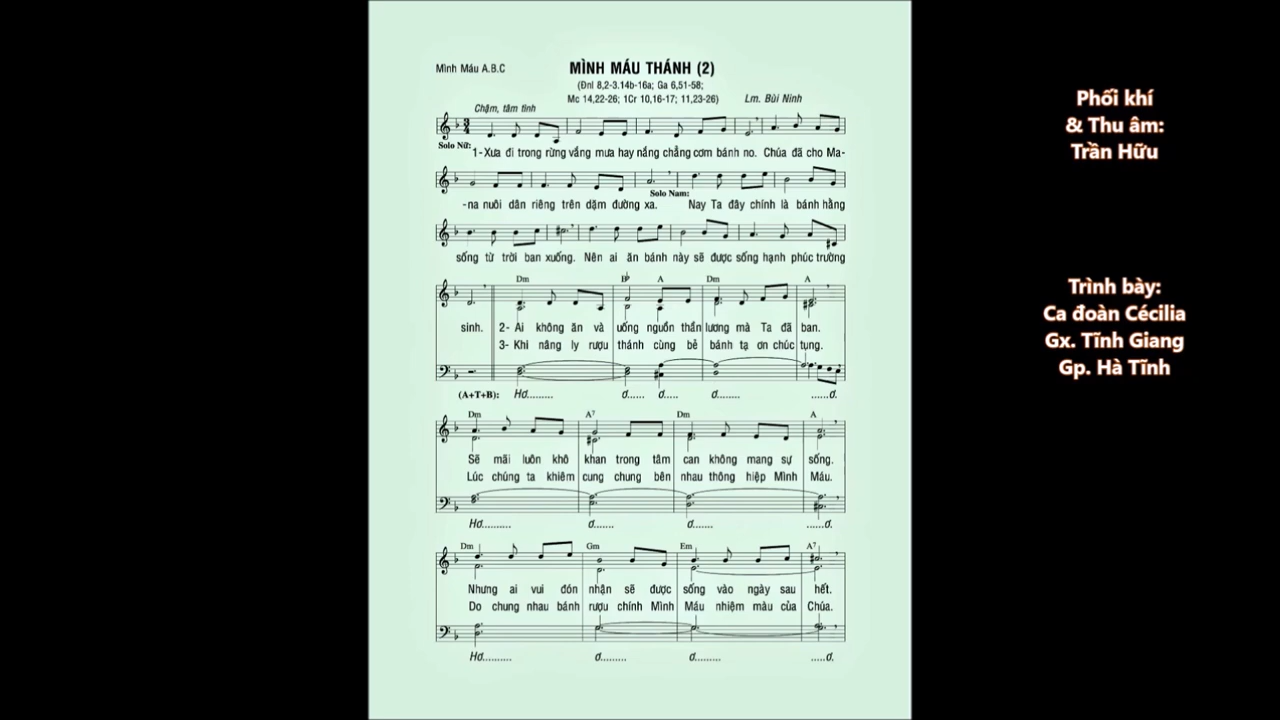 Mình Máu A.B.C
MÌNH MÁU THÁNH (2)
(Đnl 8,2-3.14b-16a; Ga 6,51-58;
Mc 14,22-26; 1Cr 10,16-17; 11,23-26)
Lm. Bùi Ninh
Chậm, tâm tình
Solo Nữ:
1-Xưa đi trong rừng vắng mưa hay nắng chẳng cơm bánh no. Chúa đã cho Ma-
Solo Nam:
-na nuôi dân riêng trên dặm đường xa. Nay Ta đây chính là bánh hằng
sống từ trời ban xuống. Nên ai ăn bánh này sẽ được sống hạnh phúc trường
Dm Bb A Dm A
sinh. 2- Ai không ăn và uống nguồn thần lương mà Ta đã ban.
3- Khi nâng ly rượu thánh cùng bẻ bánh tạ ơn chúc tụng.
(A+T+B): Hơ......... ơ...... ơ..... ơ........ ......ơ.
Dm A7 Dm A
Sẽ mãi luôn khô khan trong tâm can không mang sự sống.
Lúc chúng ta khiêm cung chung bên nhau thông hiệp Mình Máu.
Hơ.......... ơ....... ơ....... ......ơ.
Dm Gm Em A7
Nhưng ai vui đón nhận sẽ được sống vào ngày sau hết.
Do chung nhau bánh rượu chính Mình Máu nhiệm màu của Chúa.
Hơ.......... ơ........ ơ........ .....ơ.
Phối khí
& Thu âm:
Trần Hữu
Trình bày:
Ca đoàn Cécilia
Gx. Tĩnh Giang
Gp. Hà Tĩnh